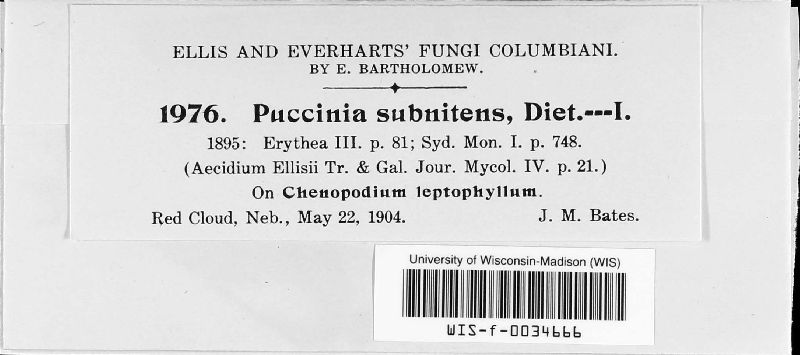 ELLIS AND EVERHARTS' FUNGI COLUMBIANI.
BY E. BARTHOLOMEW.
1976. Puccinia subnitens, Diet.---I.
1895: Erythea III. p. 81; Syd. Mon. I. p. 748.
(Aecidium Ellisii Tr. & Gal. Jour. Mycol. IV. p. 21.)
On Chenopodium leptophyllum.
Red Cloud, Neb., May 22, 1904. J. M. Bates.
University of Wisconsin-Madison (WIS)
WIS-f-0034666